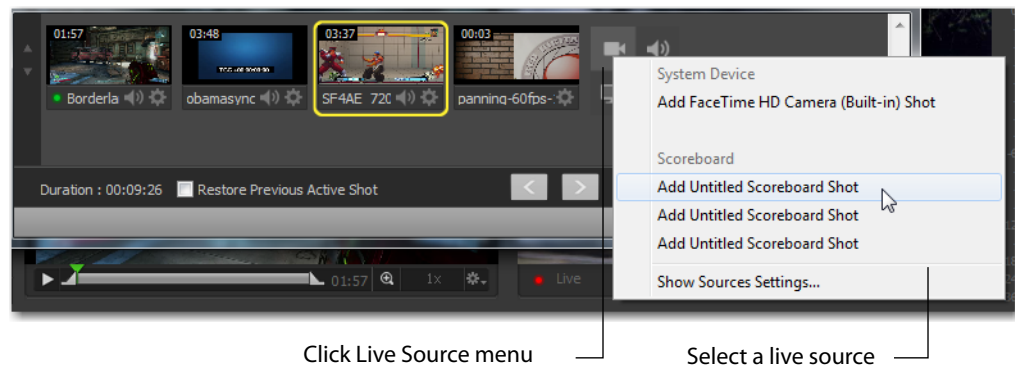 01:57
03:48
03:37
00:03
Borderla
obamasync
SF4AE_720
panning-60fps-
Duration : 00:09:26
Restore Previous Active Shot
System Device
Add FaceTime HD Camera (Built-in) Shot
Scoreboard
Add Untitled Scoreboard Shot
Add Untitled Scoreboard Shot
Add Untitled Scoreboard Shot
Show Sources Settings...
01:57
1x
Live
Click Live Source menu
Select a live source